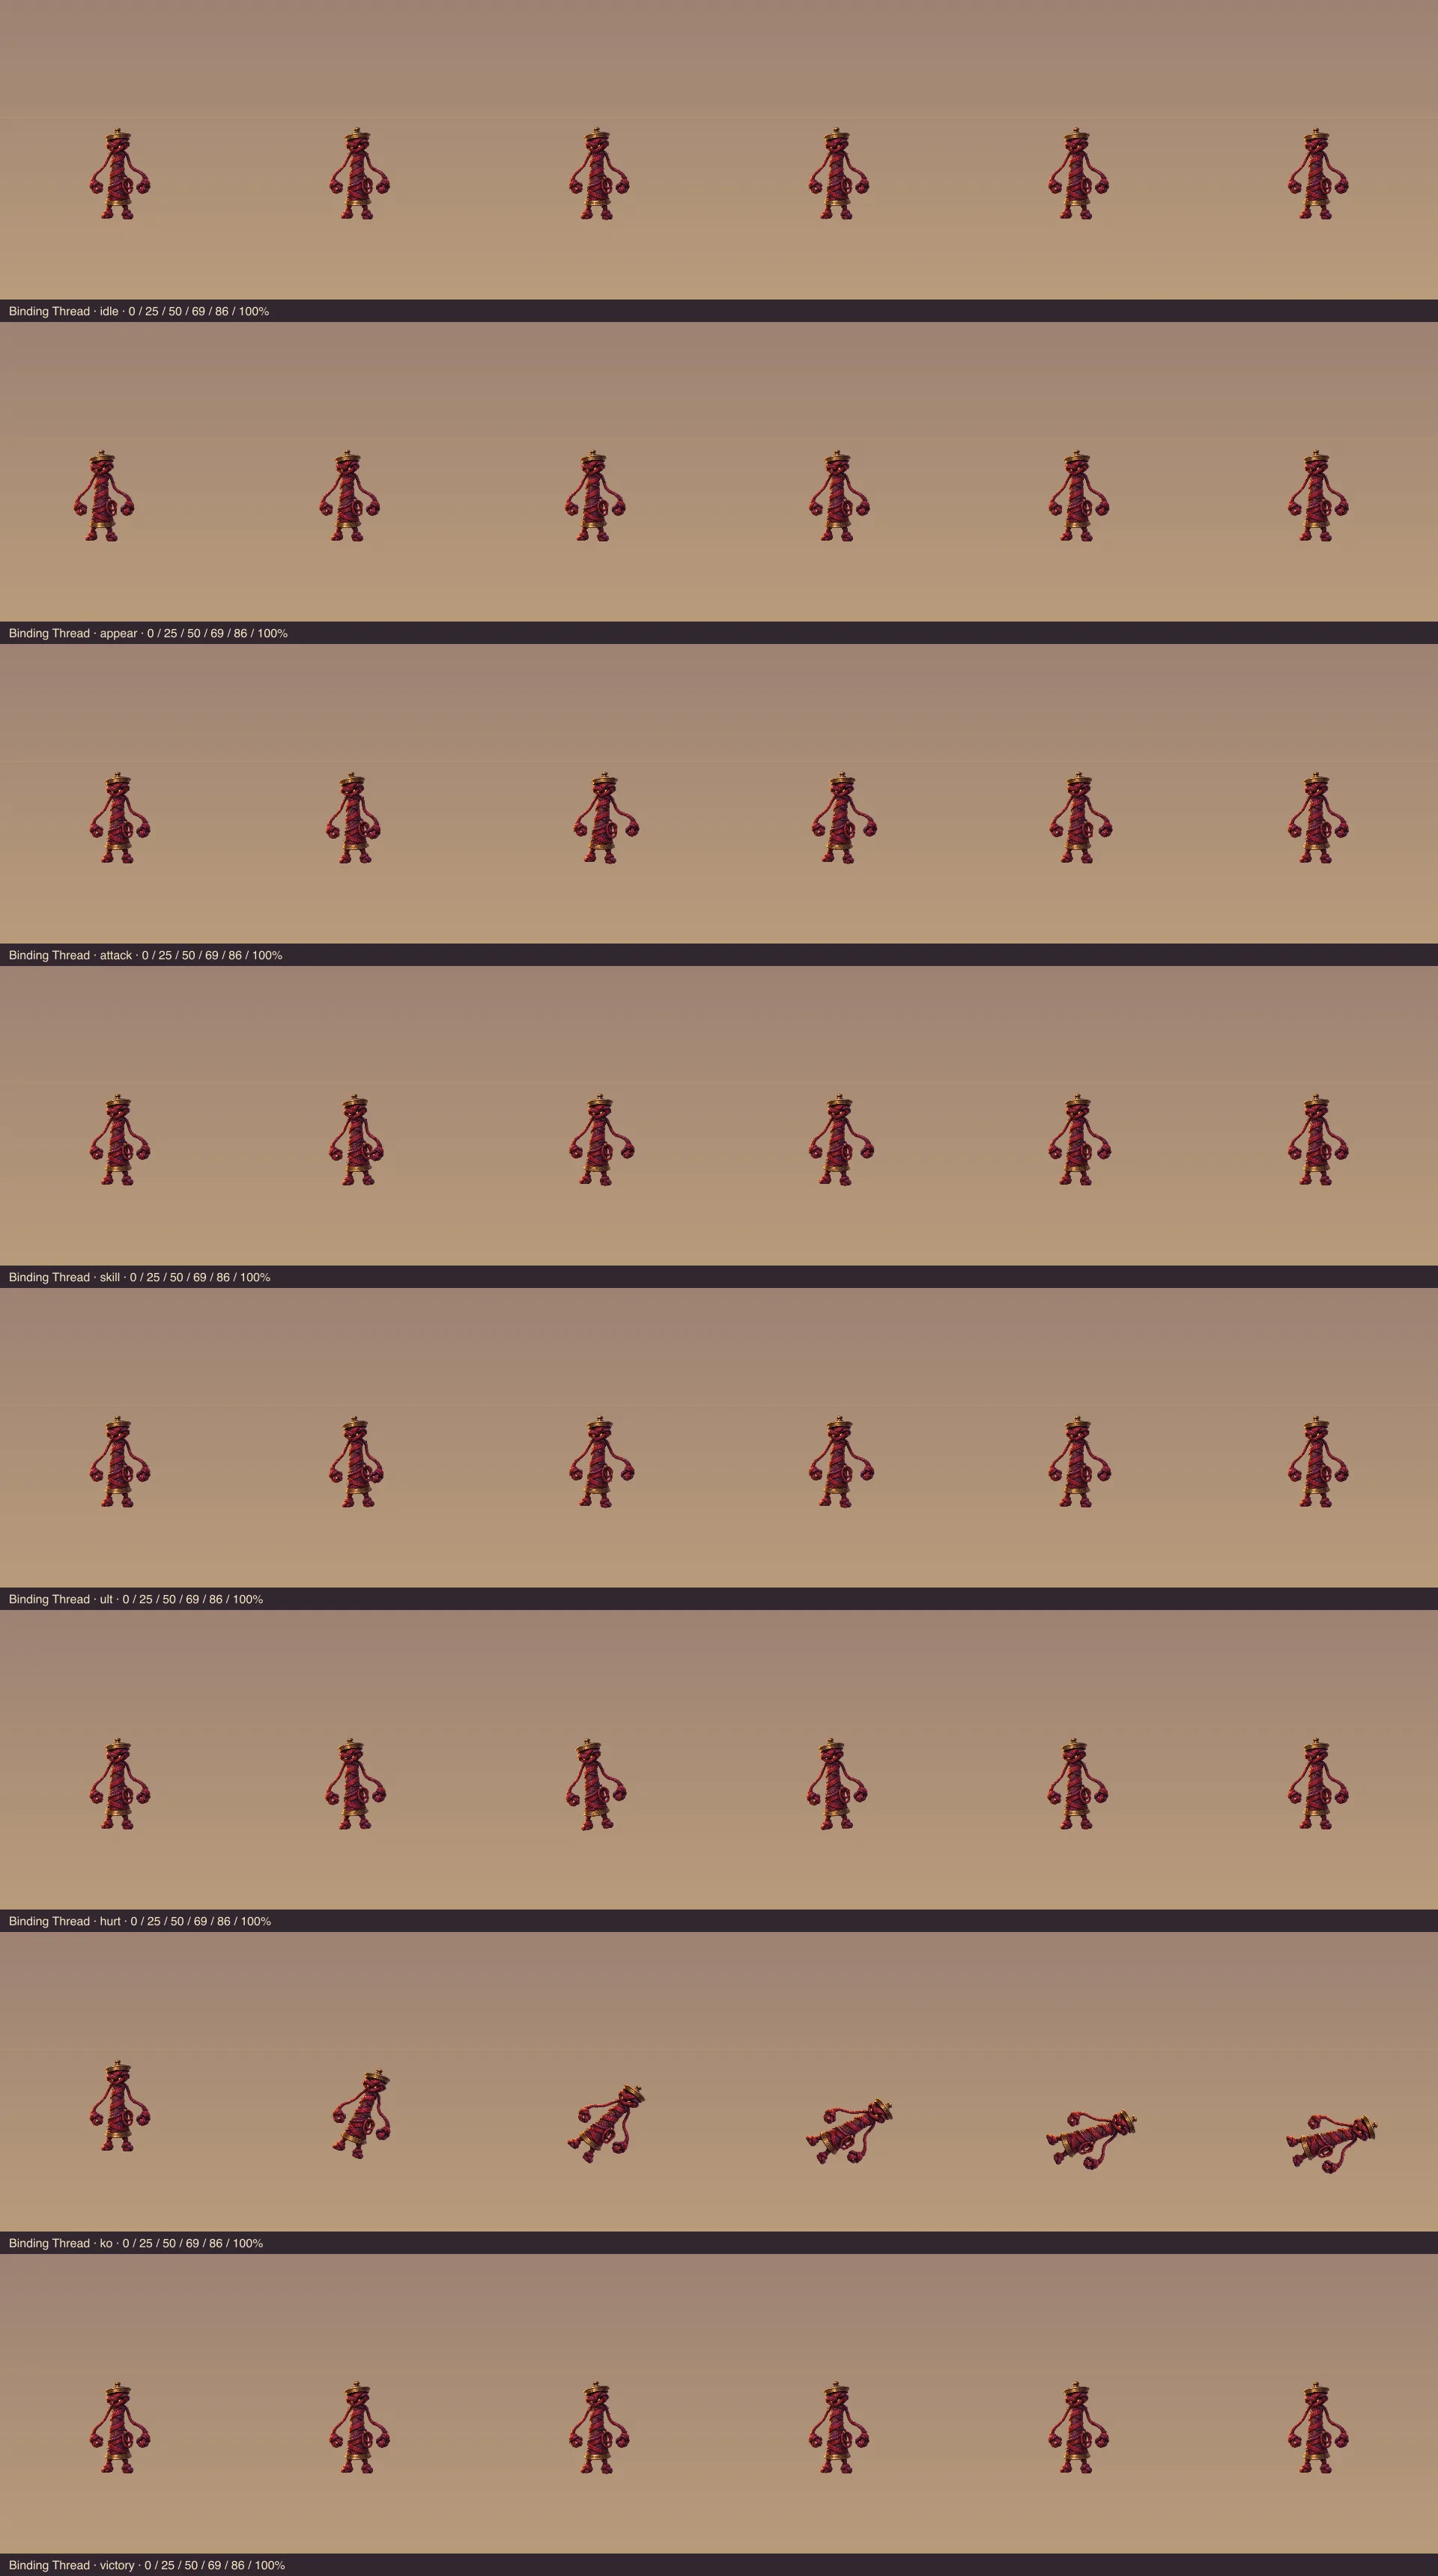 Binding Thread · idle · 0 / 25 / 50 / 69 / 86 / 100%
Binding Thread · appear · 0 / 25 / 50 / 69 / 86 / 100%
Binding Thread · attack · 0 / 25 / 50 / 69 / 86 / 100%
Binding Thread · skill · 0 / 25 / 50 / 69 / 86 / 100%
Binding Thread · ult · 0 / 25 / 50 / 69 / 86 / 100%
Binding Thread · hurt · 0 / 25 / 50 / 69 / 86 / 100%
Binding Thread · ko · 0 / 25 / 50 / 69 / 86 / 100%
Binding Thread · victory · 0 / 25 / 50 / 69 / 86 / 100%